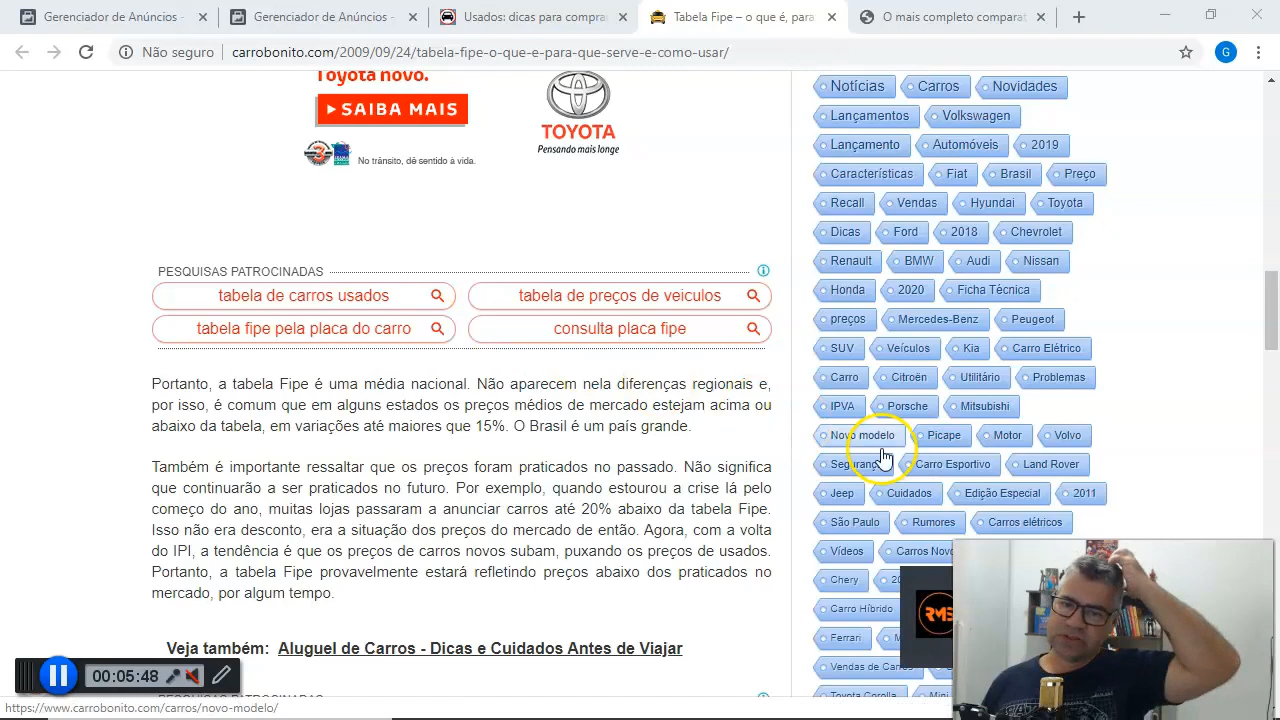 Gerenciador de Anúncios - Gerenciador de Anúncios - Usados: dicas para compra Tabela Fipe – o que é, para O mais completo comparat
Não seguro carrobonito.com/2009/09/24/tabela-fipe-o-que-e-para-que-serve-e-como-usar/ G
Toyota novo.
SAIBA MAIS
TOYOTA
Pensando mais longe
No trânsito, dê sentido à vida.
PESQUISAS PATROCINADAS
tabela de carros usados tabela de preços de veiculos
tabela fipe pela placa do carro consulta placa fipe
Portanto, a tabela Fipe é uma média nacional. Não aparecem nela diferenças regionais e,
por isso, é comum que em alguns estados os preços médios de mercado estejam acima ou
abaixo da tabela, em variações até maiores que 15%. O Brasil é um país grande.
Também é importante ressaltar que os preços foram praticados no passado. Não significa
que continuarão a ser praticados no futuro. Por exemplo, quando estourou a crise lá pelo
começo do ano, muitas lojas passaram a anunciar carros até 20% abaixo da tabela Fipe.
Isso não era desconto, era a situação dos preços do mercado de então. Agora, com a volta
do IPI, a tendência é que os preços de carros novos subam, puxando os preços de usados.
Portanto, a tabela Fipe provavelmente estará refletindo preços abaixo dos praticados no
mercado, por algum tempo.
Veja também: Aluguel de Carros - Dicas e Cuidados Antes de Viajar
PESQUISAS PATROCINADAS
00:05:48
https://www.carrobonito.com/carros/novo-modelo/
Notícias Carros Novidades
Lançamentos Volkswagen
Lançamento Automóveis 2019
Características Fiat Brasil Preço
Recall Vendas Hyundai Toyota
Dicas Ford 2018 Chevrolet
Renault BMW Audi Nissan
Honda 2020 Ficha Técnica
preços Mercedes-Benz Peugeot
SUV Veículos Kia Carro Elétrico
Carro Citroën Utilitário Problemas
IPVA Porsche Mitsubishi
Novo modelo Picape Motor Volvo
Carro Esportivo Land Rover
Jeep Cuidados Edição Especial 2011
São Paulo Rumores Carros elétricos
Vídeos Carros Novo
Chery 20
Carro Híbrido
Ferrari M
Vendas de Carros
Toyota Corolla Mini
RMS